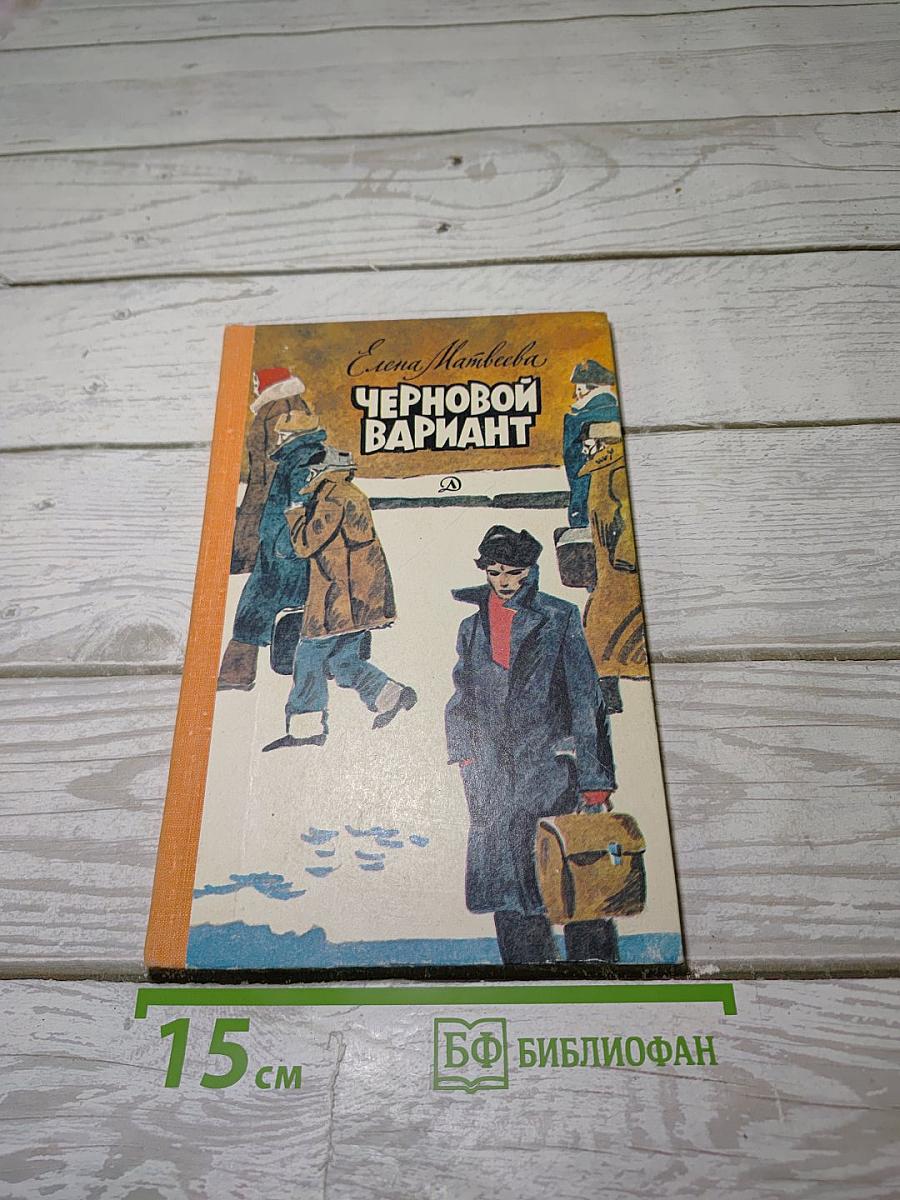 Елена Матвеева
ЧЕРНОВОЙ
ВАРИАНТ
Д
15 см
БФ БИБЛИОФАН